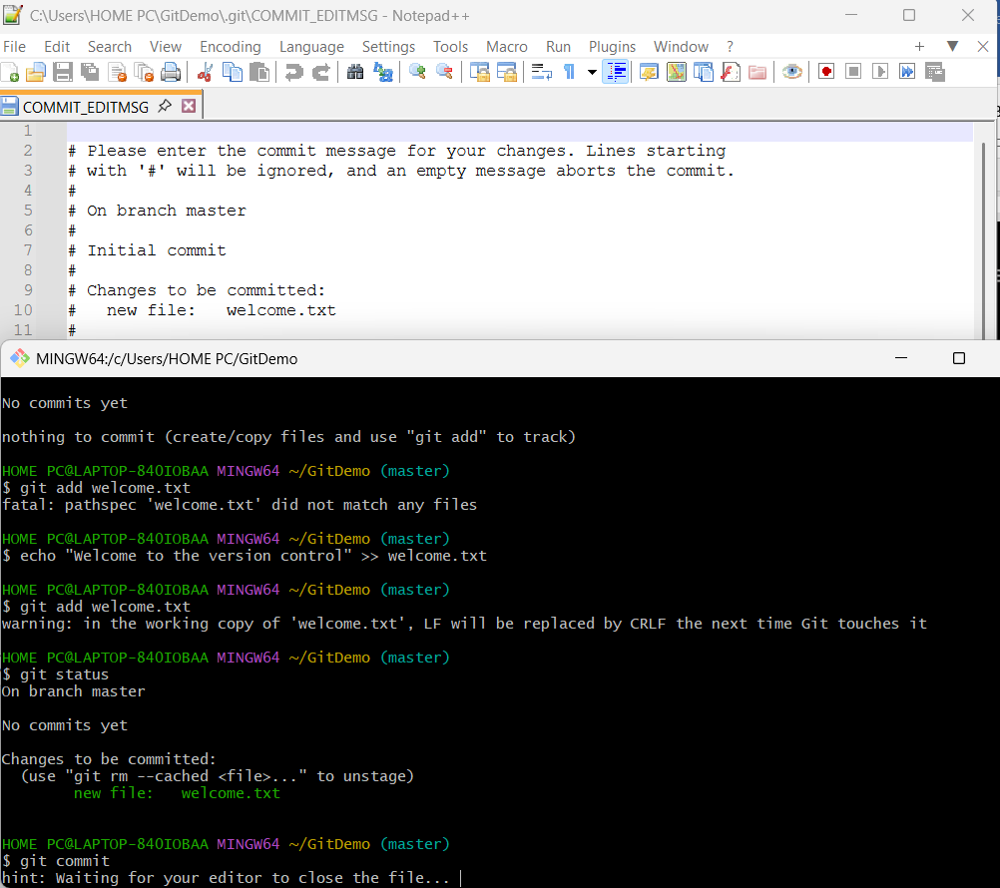 C:\Users\HOME PC\GitDemo\.git\COMMIT_EDITMSG - Notepad++
File Edit Search View Encoding Language Settings Tools Macro Run Plugins Window ?
COMMIT_EDITMSG
1
2 # Please enter the commit message for your changes. Lines starting
3 # with '#' will be ignored, and an empty message aborts the commit.
4 #
5 # On branch master
6 #
7 # Initial commit
8 #
9 # Changes to be committed:
10 #   new file:   welcome.txt
11 #
MINGW64:/c/Users/HOME PC/GitDemo
No commits yet
nothing to commit (create/copy files and use "git add" to track)
HOME PC@LAPTOP-84OIOBAA MINGW64 ~/GitDemo (master)
$ git add welcome.txt
fatal: pathspec 'welcome.txt' did not match any files
HOME PC@LAPTOP-84OIOBAA MINGW64 ~/GitDemo (master)
$ echo "Welcome to the version control" >> welcome.txt
HOME PC@LAPTOP-84OIOBAA MINGW64 ~/GitDemo (master)
$ git add welcome.txt
warning: in the working copy of 'welcome.txt', LF will be replaced by CRLF the next time Git touches it
HOME PC@LAPTOP-84OIOBAA MINGW64 ~/GitDemo (master)
$ git status
On branch master
No commits yet
Changes to be committed:
  (use "git rm --cached <file>..." to unstage)
        new file:   welcome.txt
HOME PC@LAPTOP-84OIOBAA MINGW64 ~/GitDemo (master)
$ git commit
hint: Waiting for your editor to close the file...